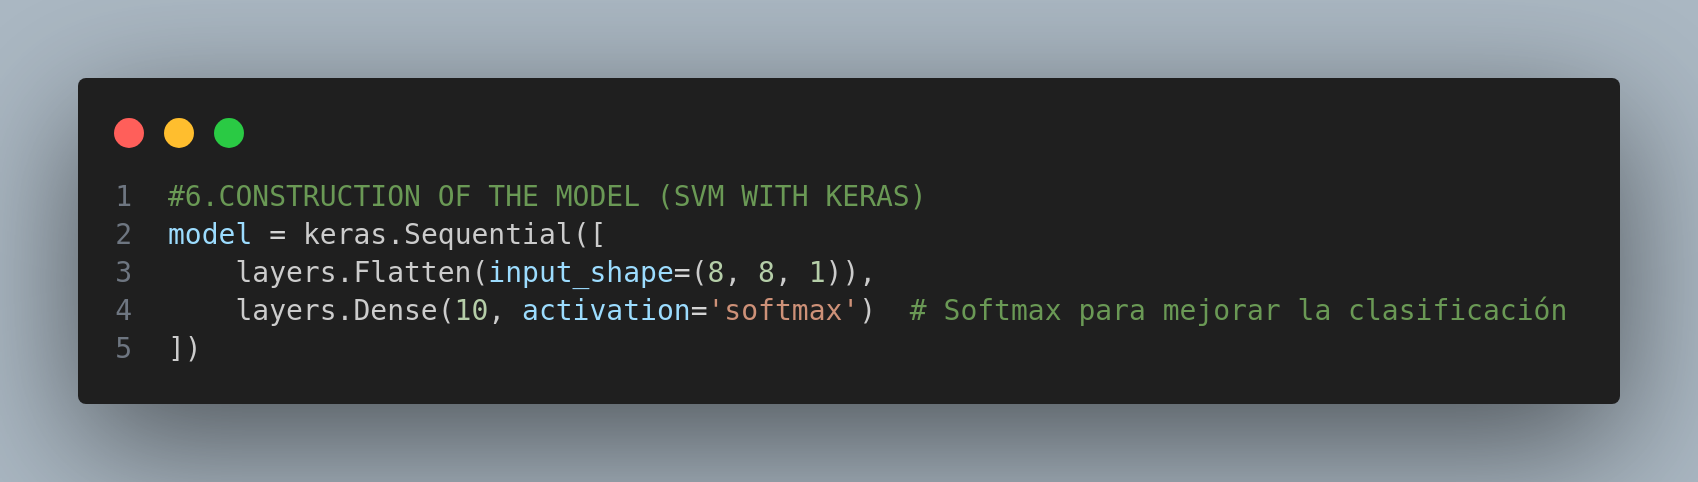 1 #6.CONSTRUCTION OF THE MODEL (SVM WITH KERAS)
2 model = keras.Sequential([
3     layers.Flatten(input_shape=(8, 8, 1)),
4     layers.Dense(10, activation='softmax')  # Softmax para mejorar la clasificación
5 ])